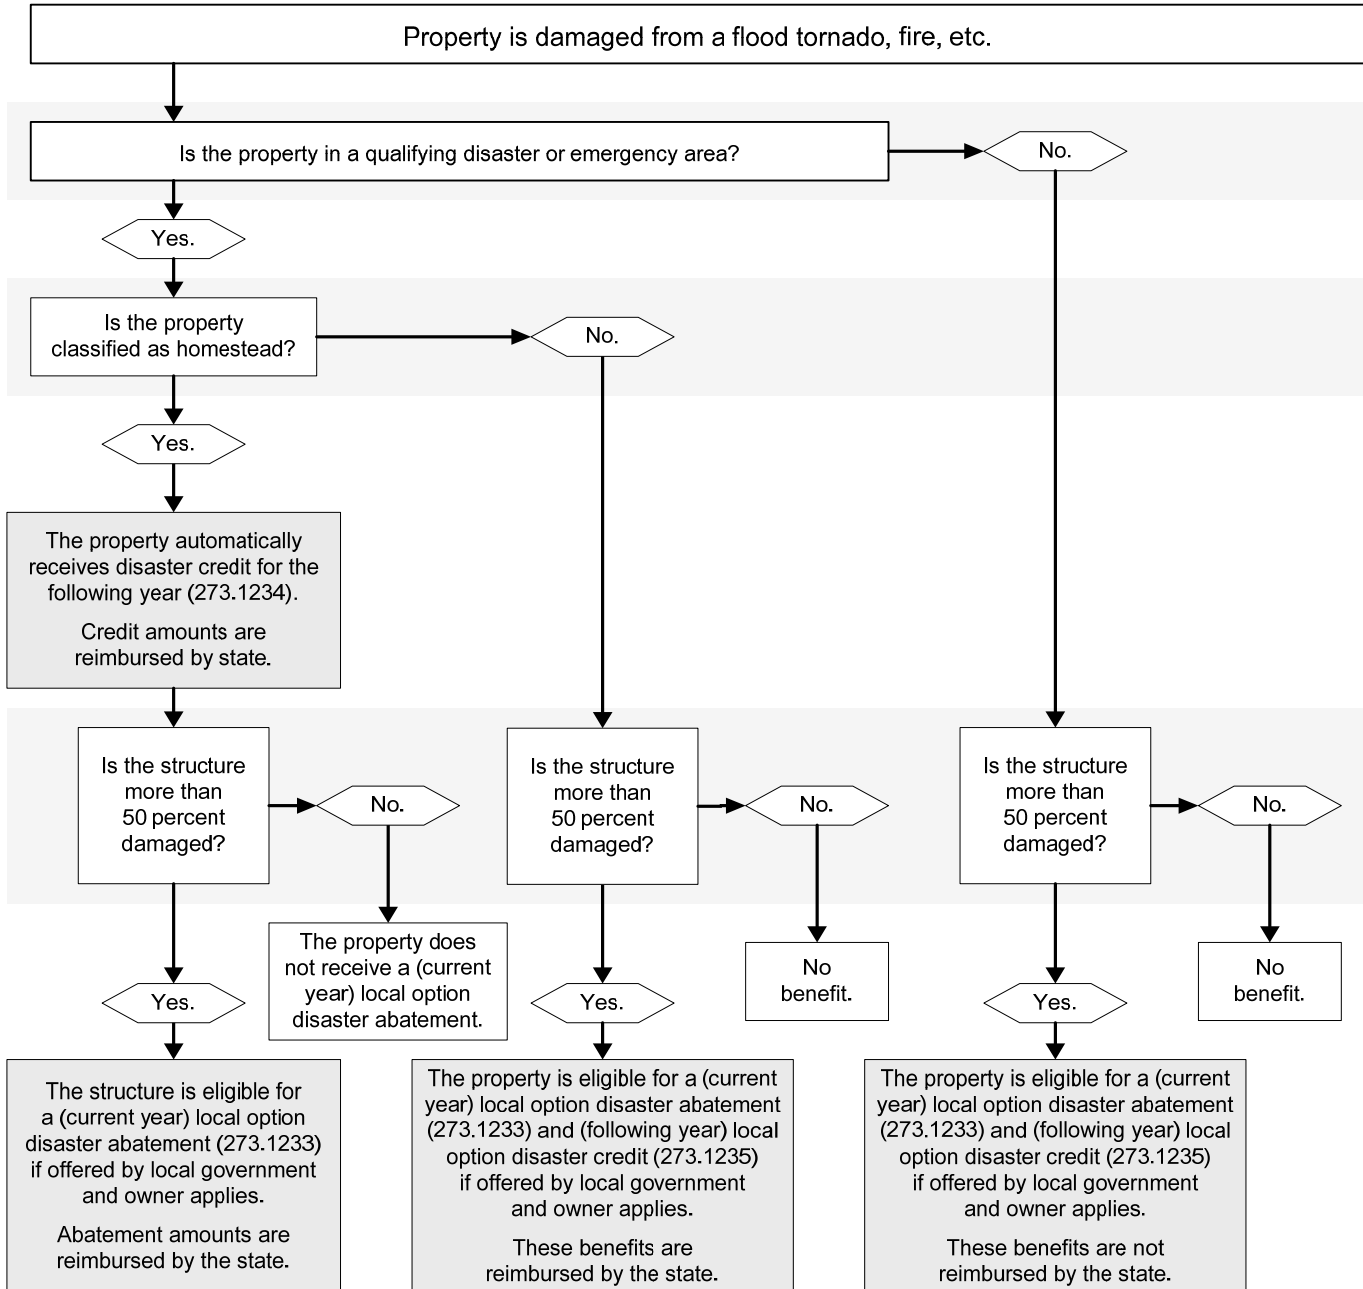 Property is damaged from a flood tornado, fire, etc.
Is the property in a qualifying disaster or emergency area?
No.
Yes.
Is the property
classified as homestead?
No.
Yes.
The property automatically
receives disaster credit for the
following year (273.1234).
Credit amounts are
reimbursed by state.
Is the structure
more than
50 percent
damaged?
No.
The property does
not receive a (current
year) local option
disaster abatement.
Yes.
The structure is eligible for
a (current year) local option
disaster abatement (273.1233)
if offered by local government
and owner applies.
Abatement amounts are
reimbursed by the state.
Is the structure
more than
50 percent
damaged?
No.
No
benefit.
Yes.
The property is eligible for a (current
year) local option disaster abatement
(273.1233) and (following year) local
option disaster credit (273.1235)
if offered by local government
and owner applies.
These benefits are
reimbursed by the state.
Is the structure
more than
50 percent
damaged?
No.
No
benefit.
Yes.
The property is eligible for a (current
year) local option disaster abatement
(273.1233) and (following year) local
option disaster credit (273.1235)
if offered by local government
and owner applies.
These benefits are not
reimbursed by the state.